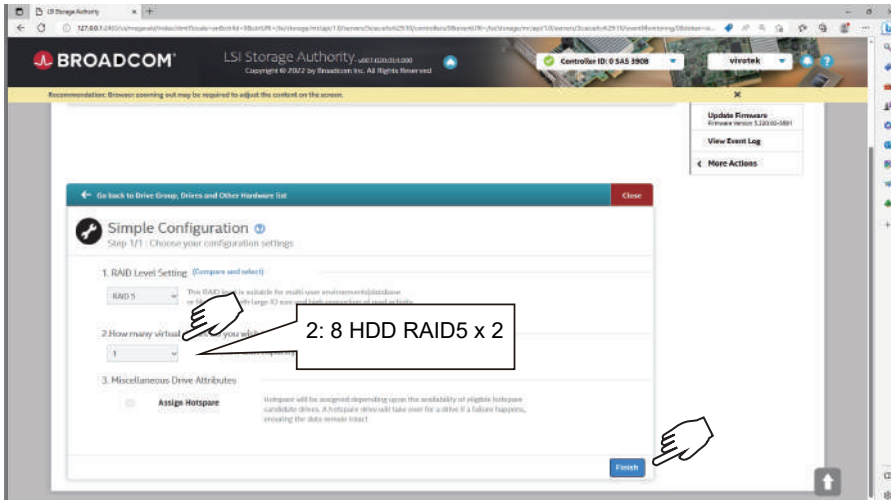 LSI Storage Authority
BROADCOM
LSI Storage Authority
Copyright © 2022 by Broadcom Inc. All Rights Reserved
Controller ID: 0 SAS 3908
vivotek
Recommendation: Browser zooming out may be required to adjust the content on the screen.
Update Firmware
View Event Log
More Actions
Go back to Drive Group, Drives and Other Hardware list
Close
Simple Configuration
Step 1/1 : Choose your configuration settings
1. RAID Level Setting (Compare and select)
RAID 5
This RAID level is suitable for multi-user environments(database
large IO size and high proportion of read activity
2.How many virtual
you wi
1
2: 8 HDD RAID5 x 2
3. Miscellaneous Drive Attributes
Assign Hotspare
Hotspare will be assigned depending upon the availability of eligible hotspare
candidate drives. A hotspare drive will take over for a drive if a failure happens,
ensuring the data remain intact
Finish